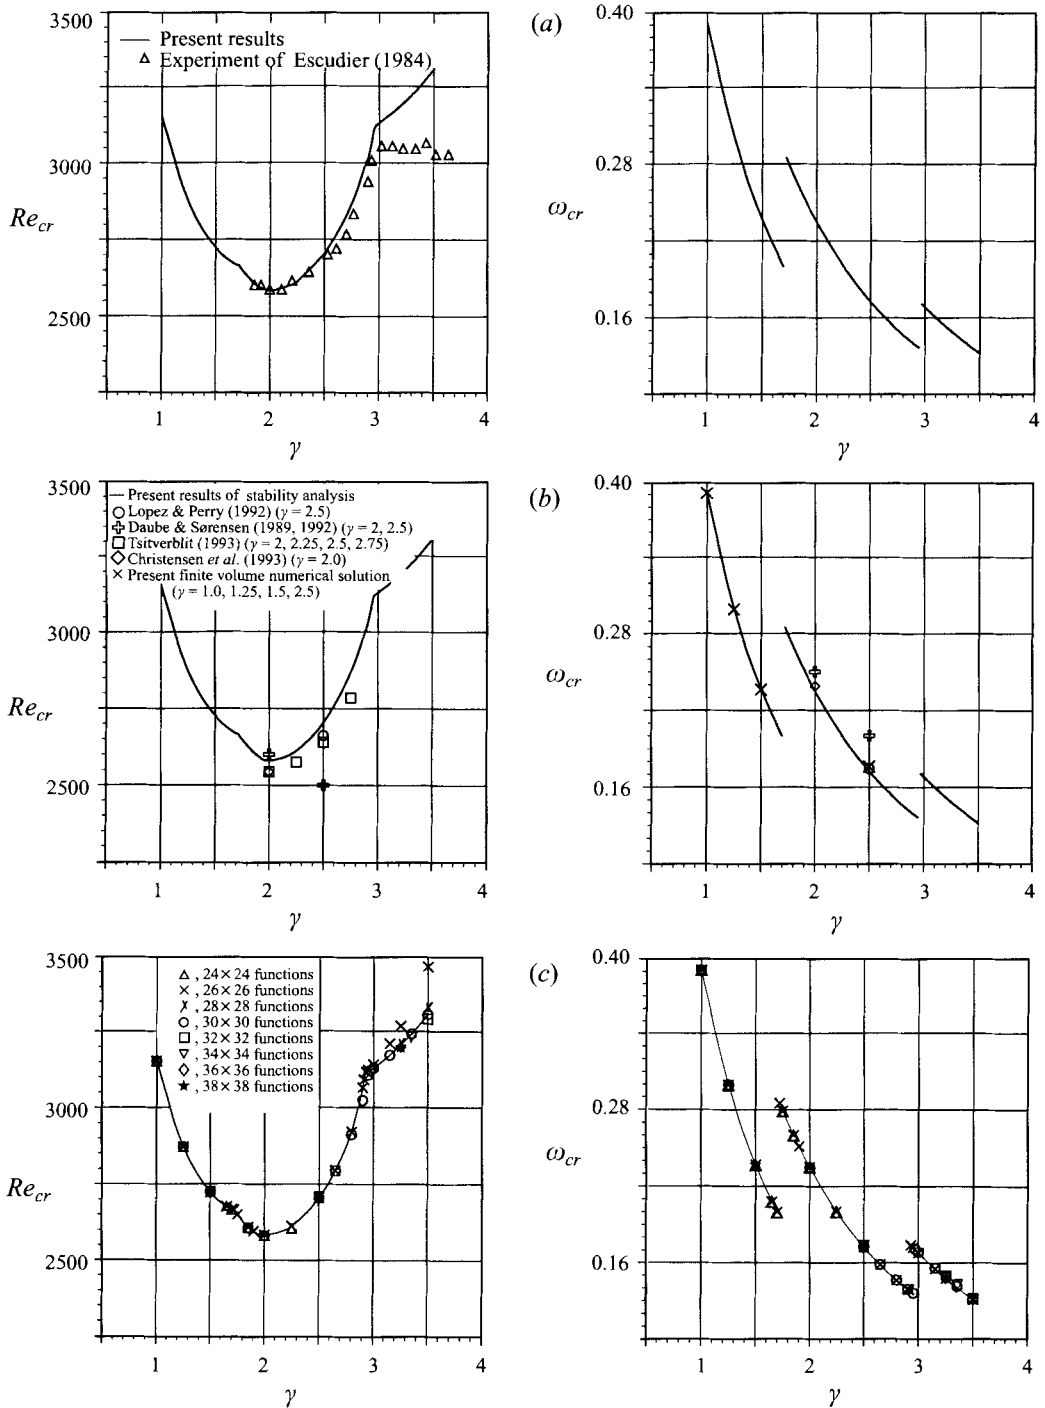 3500
— Present results
△ Experiment of Escudier (1984)
3000
Re_cr
2500
1 2 3 4
γ
(a)
0.40
0.28
ω_cr
0.16
1 2 3 4
γ
3500
— Present results of stability analysis
○ Lopez & Perry (1992) (γ = 2.5)
✚ Daube & Sørensen (1989, 1992) (γ = 2, 2.5)
□ Tsitverblit (1993) (γ = 2, 2.25, 2.5, 2.75)
◇ Christensen et al. (1993) (γ = 2.0)
× Present finite volume numerical solution
(γ = 1.0, 1.25, 1.5, 2.5)
3000
Re_cr
2500
1 2 3 4
γ
(b)
0.40
0.28
ω_cr
0.16
1 2 3 4
γ
3500
△ , 24 × 24 functions
× , 26 × 26 functions
✗ , 28 × 28 functions
○ , 30 × 30 functions
□ , 32 × 32 functions
▽ , 34 × 34 functions
◇ , 36 × 36 functions
★ , 38 × 38 functions
3000
Re_cr
2500
1 2 3 4
γ
(c)
0.40
0.28
ω_cr
0.16
1 2 3 4
γ